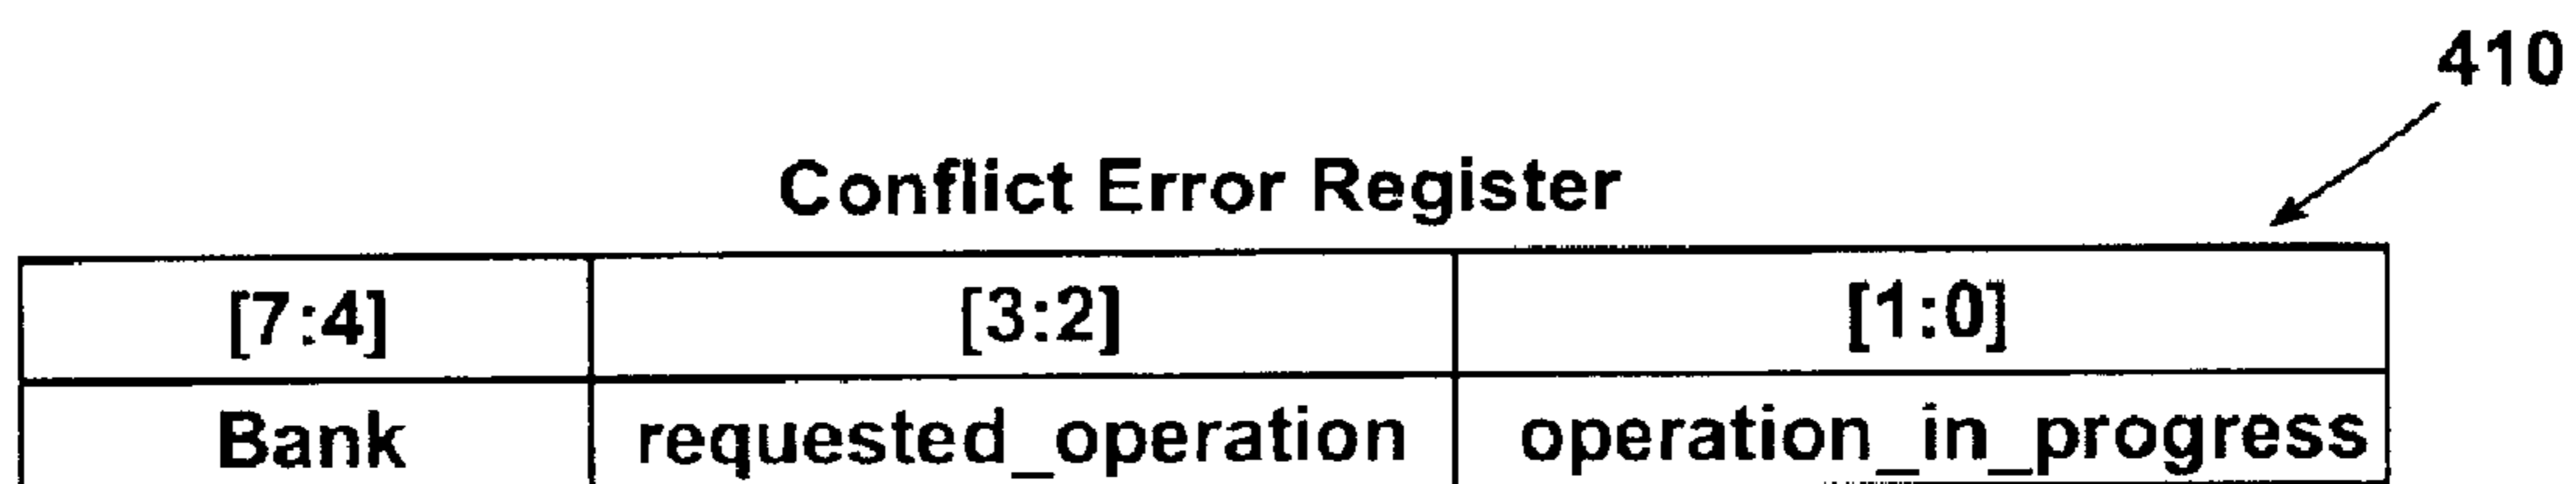 410
Conflict Error Register
[7:4] [3:2] [1:0]
Bank requested_operation operation_in_progress